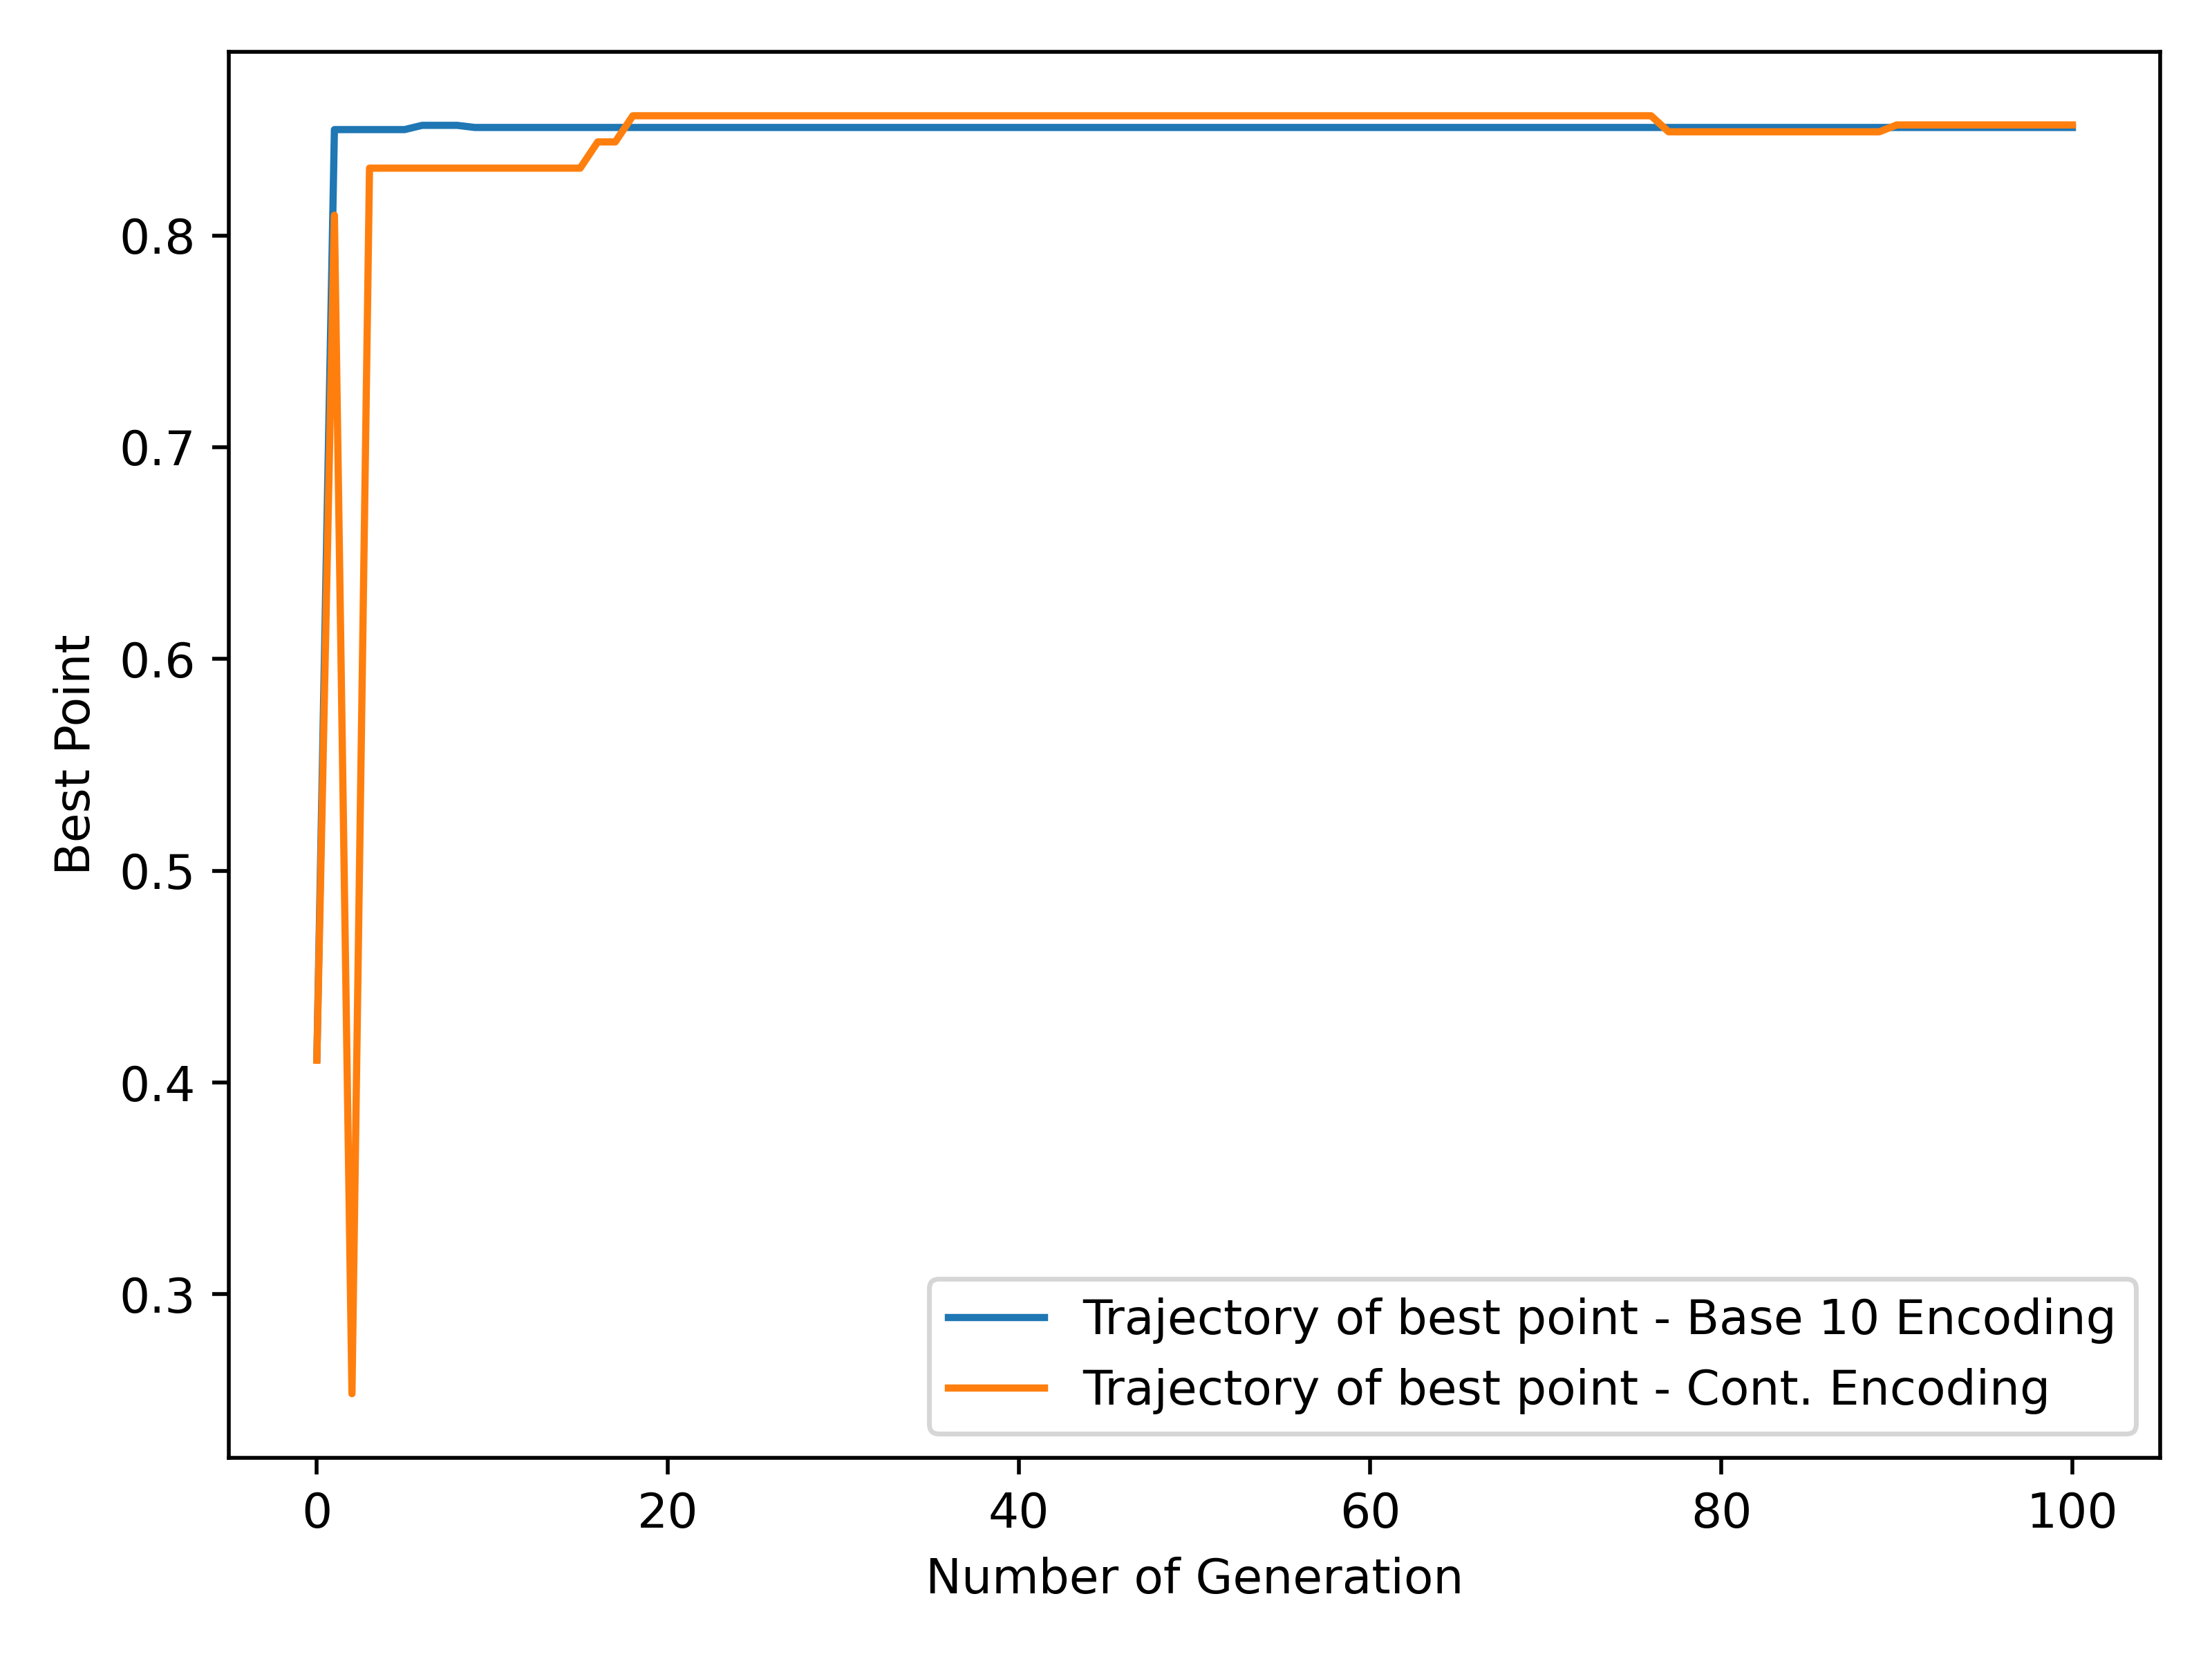 0.8
0.7
0.6
0.5
0.4
0.3
Best Point
Trajectory of best point - Base 10 Encoding
Trajectory of best point - Cont. Encoding
0 20 40 60 80 100
Number of Generation